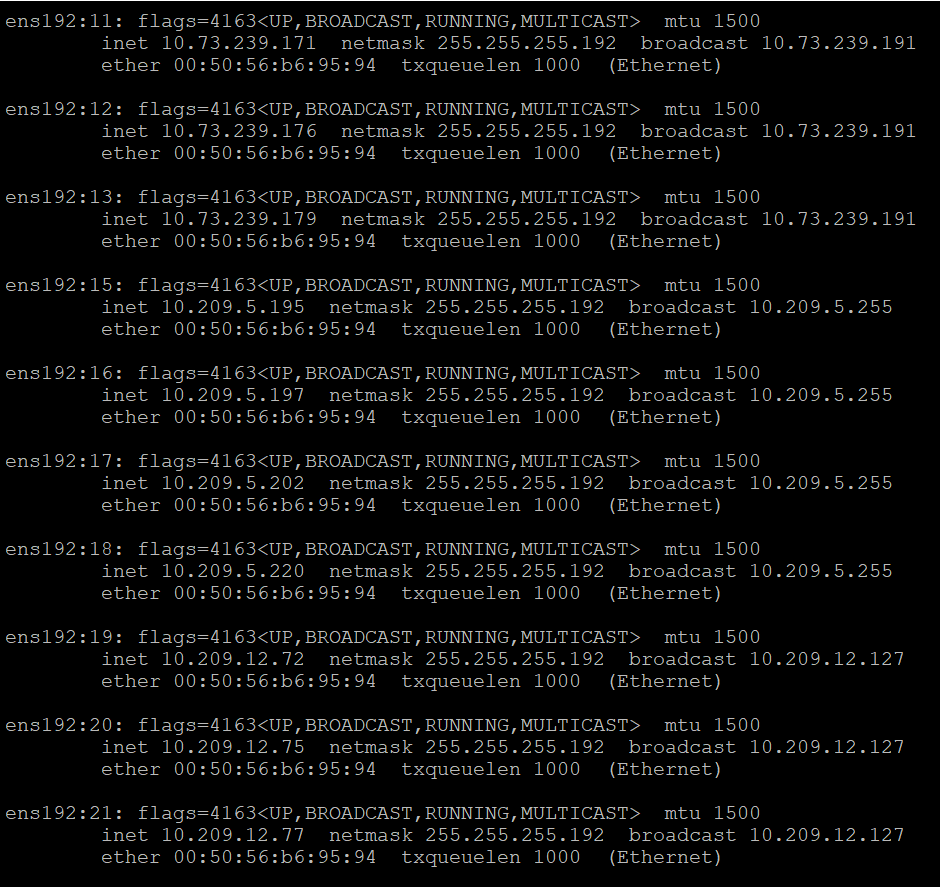 ens192:11: flags=4163<UP,BROADCAST,RUNNING,MULTICAST>  mtu 1500
        inet 10.73.239.171  netmask 255.255.255.192  broadcast 10.73.239.191
        ether 00:50:56:b6:95:94  txqueuelen 1000  (Ethernet)

ens192:12: flags=4163<UP,BROADCAST,RUNNING,MULTICAST>  mtu 1500
        inet 10.73.239.176  netmask 255.255.255.192  broadcast 10.73.239.191
        ether 00:50:56:b6:95:94  txqueuelen 1000  (Ethernet)

ens192:13: flags=4163<UP,BROADCAST,RUNNING,MULTICAST>  mtu 1500
        inet 10.73.239.179  netmask 255.255.255.192  broadcast 10.73.239.191
        ether 00:50:56:b6:95:94  txqueuelen 1000  (Ethernet)

ens192:15: flags=4163<UP,BROADCAST,RUNNING,MULTICAST>  mtu 1500
        inet 10.209.5.195  netmask 255.255.255.192  broadcast 10.209.5.255
        ether 00:50:56:b6:95:94  txqueuelen 1000  (Ethernet)

ens192:16: flags=4163<UP,BROADCAST,RUNNING,MULTICAST>  mtu 1500
        inet 10.209.5.197  netmask 255.255.255.192  broadcast 10.209.5.255
        ether 00:50:56:b6:95:94  txqueuelen 1000  (Ethernet)

ens192:17: flags=4163<UP,BROADCAST,RUNNING,MULTICAST>  mtu 1500
        inet 10.209.5.202  netmask 255.255.255.192  broadcast 10.209.5.255
        ether 00:50:56:b6:95:94  txqueuelen 1000  (Ethernet)

ens192:18: flags=4163<UP,BROADCAST,RUNNING,MULTICAST>  mtu 1500
        inet 10.209.5.220  netmask 255.255.255.192  broadcast 10.209.5.255
        ether 00:50:56:b6:95:94  txqueuelen 1000  (Ethernet)

ens192:19: flags=4163<UP,BROADCAST,RUNNING,MULTICAST>  mtu 1500
        inet 10.209.12.72  netmask 255.255.255.192  broadcast 10.209.12.127
        ether 00:50:56:b6:95:94  txqueuelen 1000  (Ethernet)

ens192:20: flags=4163<UP,BROADCAST,RUNNING,MULTICAST>  mtu 1500
        inet 10.209.12.75  netmask 255.255.255.192  broadcast 10.209.12.127
        ether 00:50:56:b6:95:94  txqueuelen 1000  (Ethernet)

ens192:21: flags=4163<UP,BROADCAST,RUNNING,MULTICAST>  mtu 1500
        inet 10.209.12.77  netmask 255.255.255.192  broadcast 10.209.12.127
        ether 00:50:56:b6:95:94  txqueuelen 1000  (Ethernet)